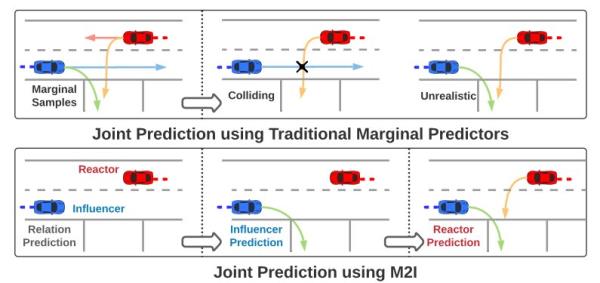 Marginal
Samples
Colliding
Unrealistic
Joint Prediction using Traditional Marginal Predictors
Reactor
Influencer
Relation
Prediction
Influencer
Prediction
Reactor
Prediction
Joint Prediction using M2I